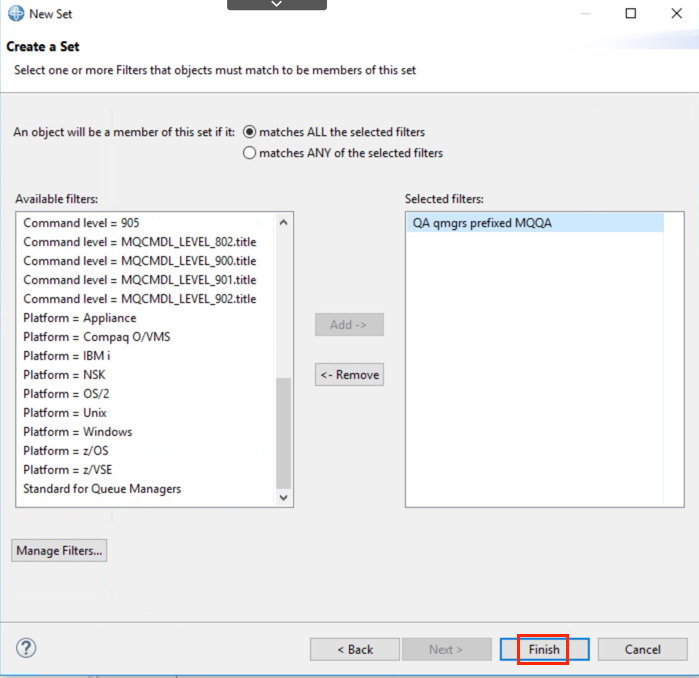 New Set
Create a Set
Select one or more Filters that objects must match to be members of this set
An object will be a member of this set if it: matches ALL the selected filters
matches ANY of the selected filters
Available filters:
Command level = 905
Command level = MQCMDL_LEVEL_802.title
Command level = MQCMDL_LEVEL_900.title
Command level = MQCMDL_LEVEL_901.title
Command level = MQCMDL_LEVEL_902.title
Platform = Appliance
Platform = Compaq O/VMS
Platform = IBM i
Platform = NSK
Platform = OS/2
Platform = Unix
Platform = Windows
Platform = z/OS
Platform = z/VSE
Standard for Queue Managers
Add ->
<- Remove
Selected filters:
QA qmgrs prefixed MQQA
Manage Filters...
?
< Back
Next >
Finish
Cancel